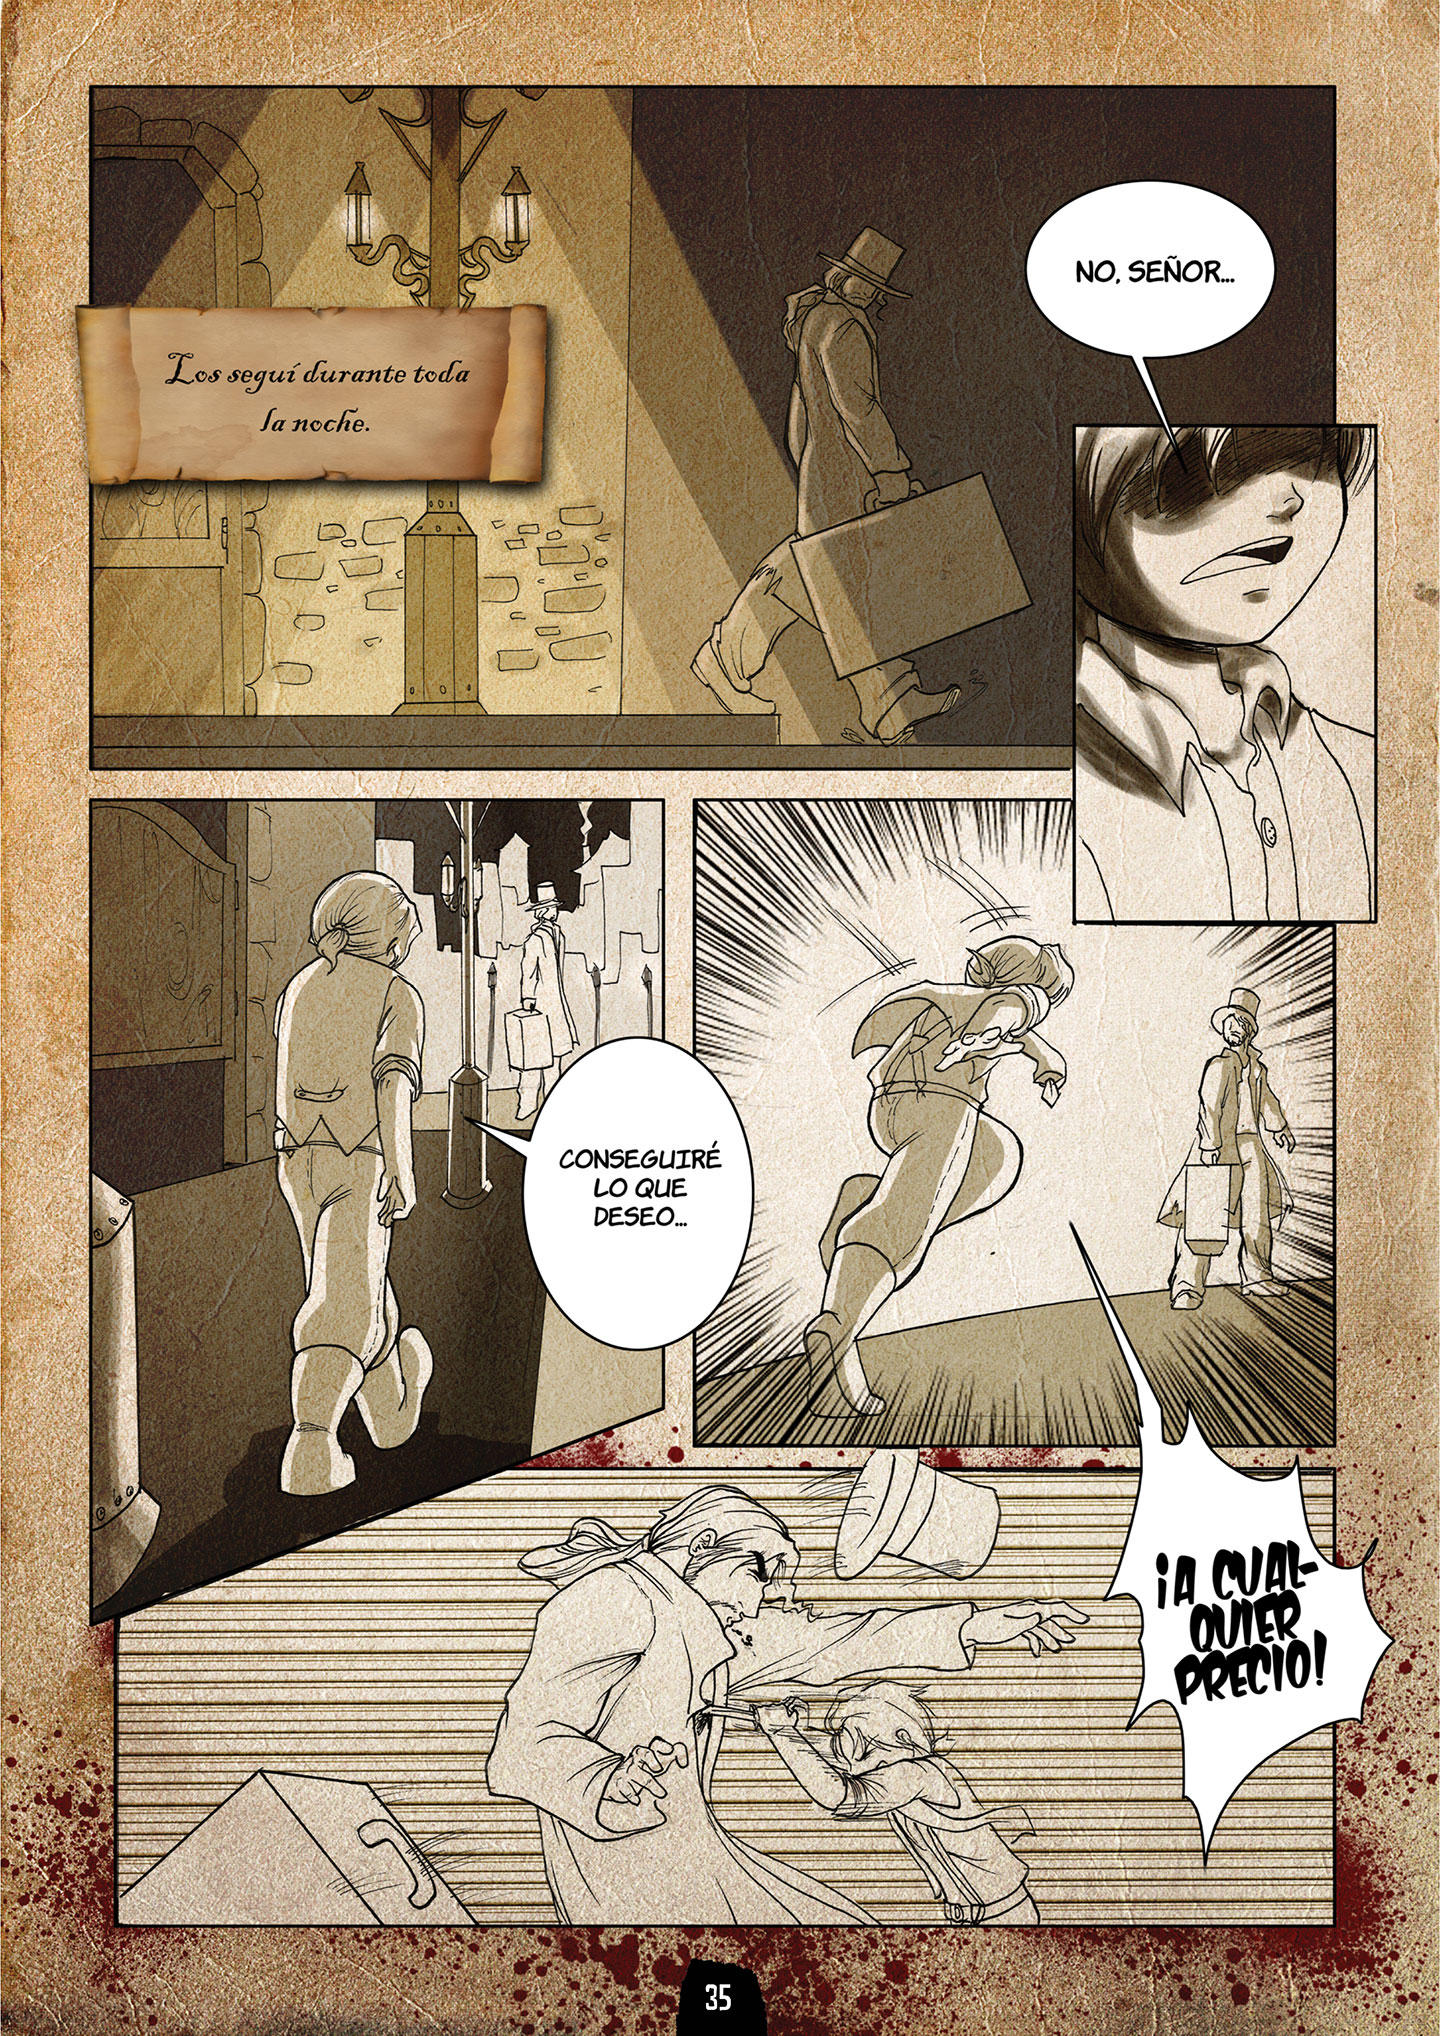 Los seguí durante toda
la noche.
NO, SEÑOR...
CONSEGUIRÉ
LO QUE
DESEO...
¡A CUAL-
QUIER
PRECIO!
35